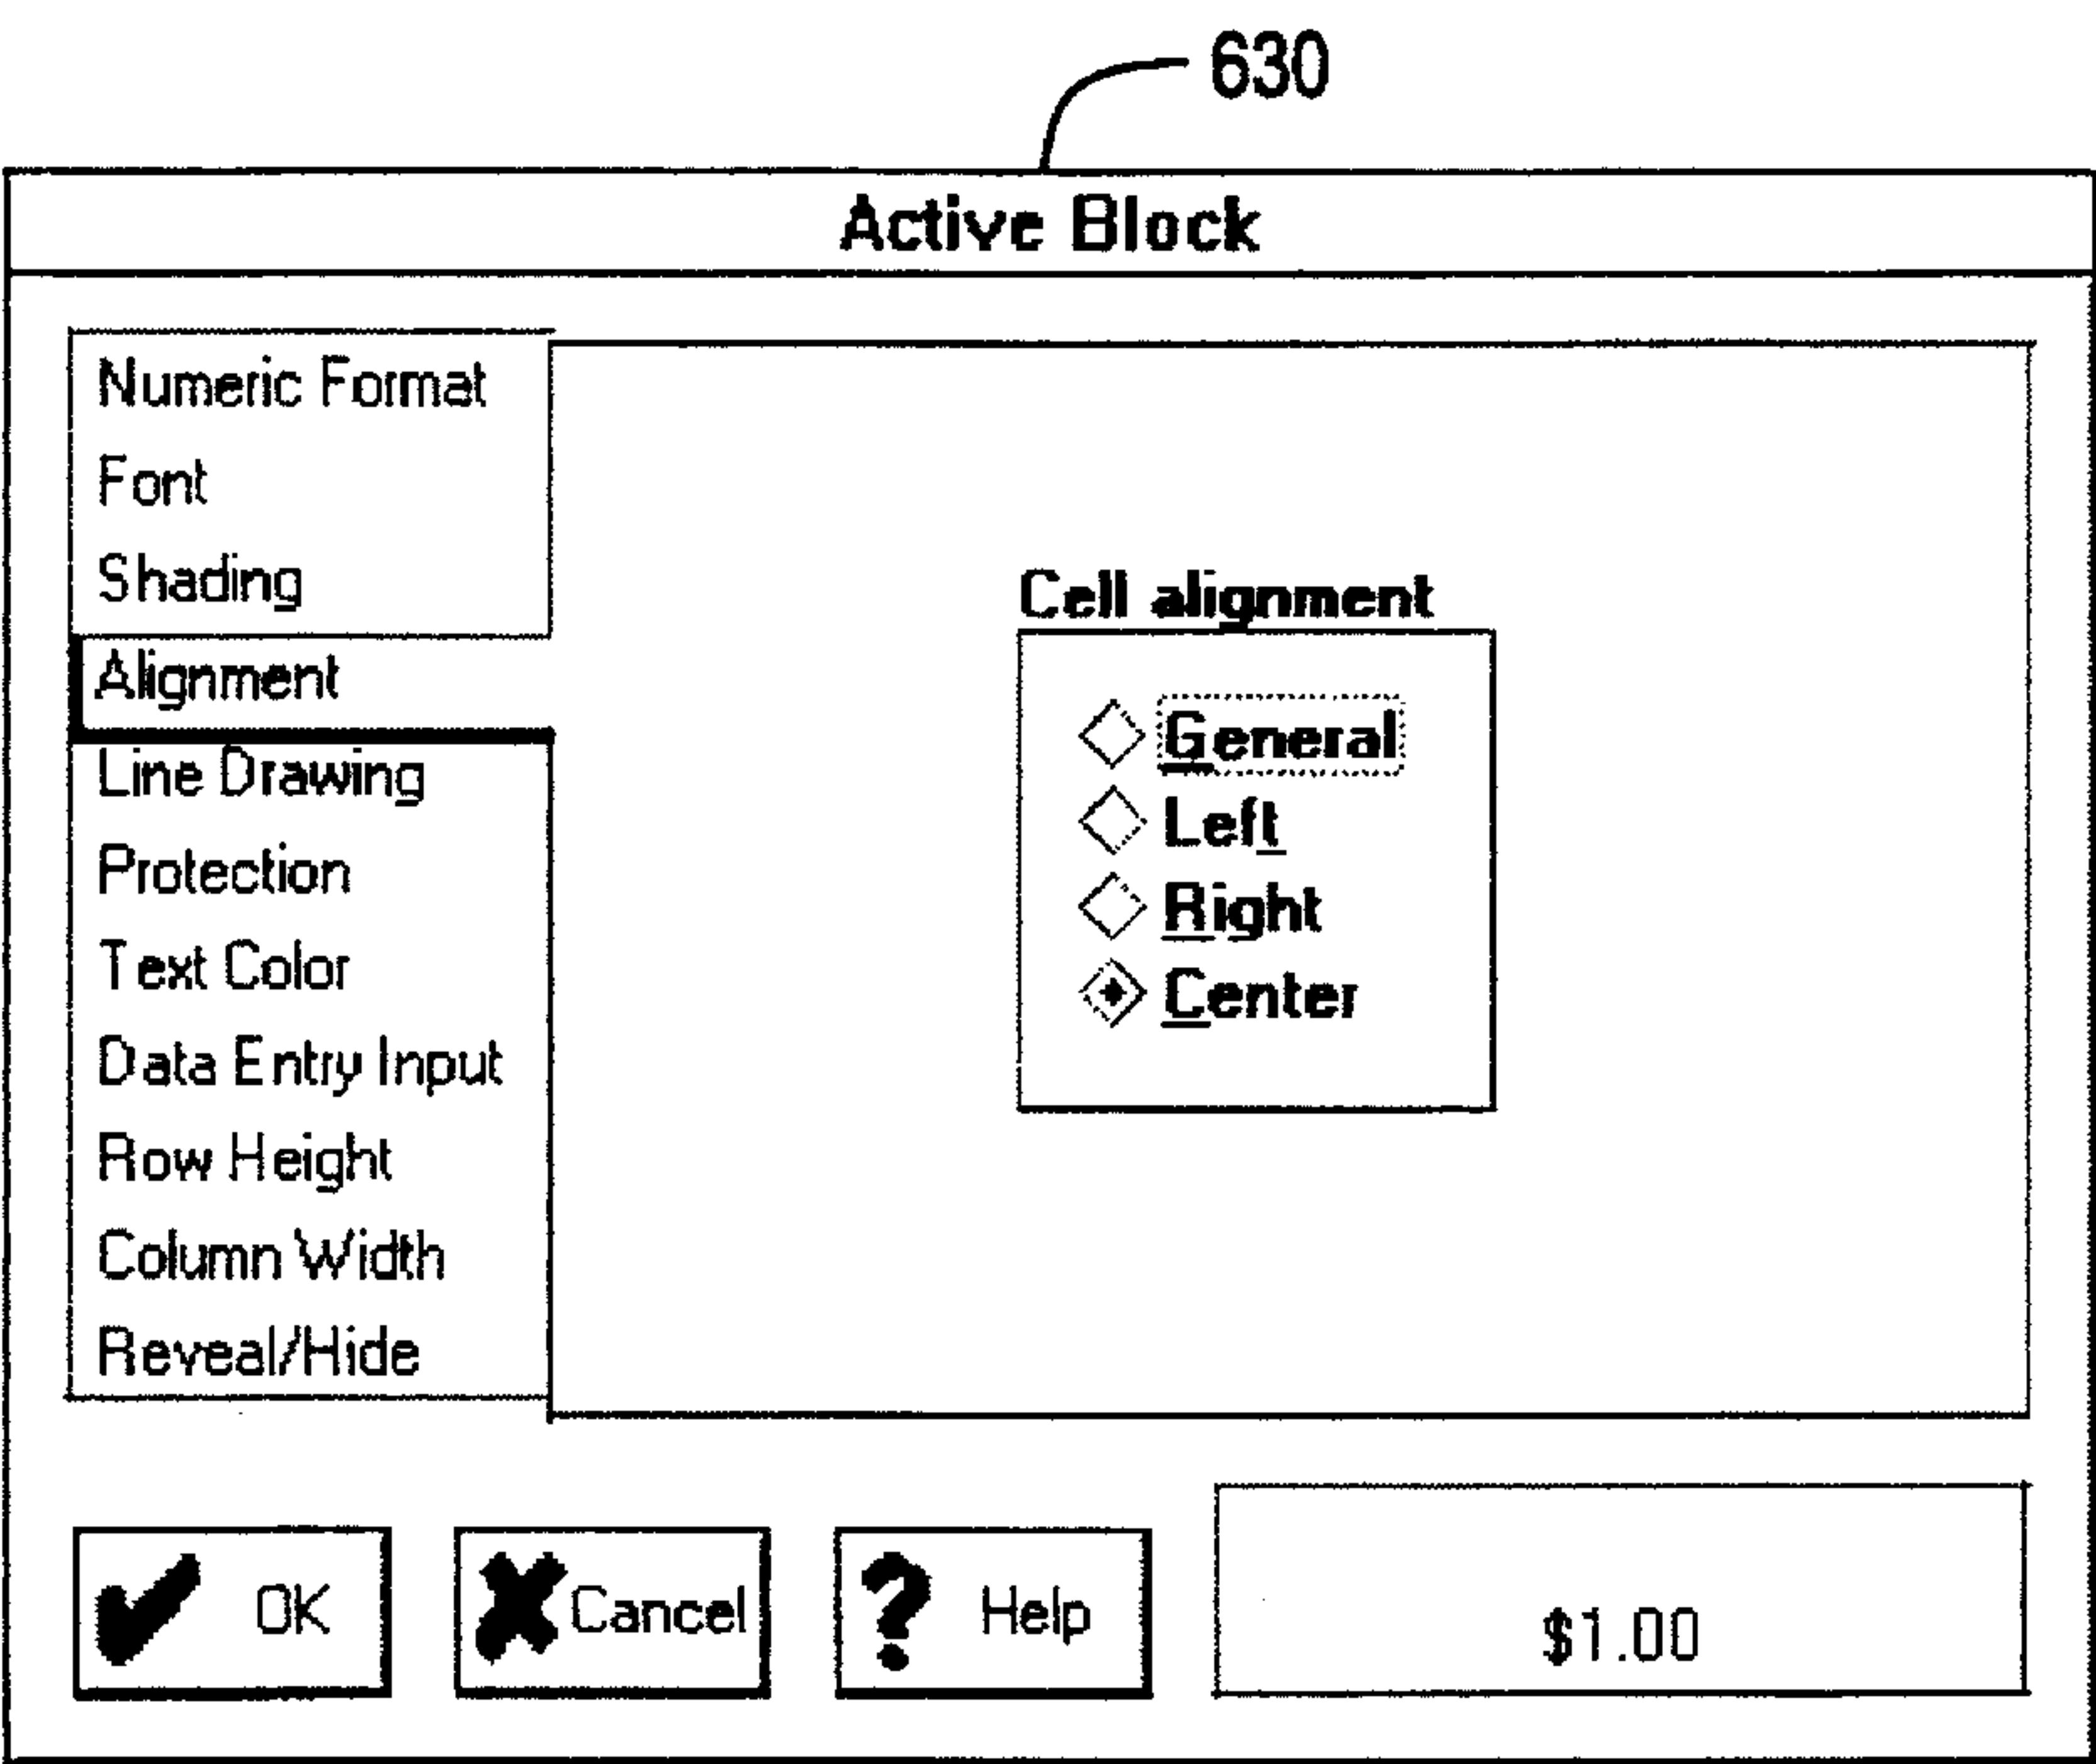 630
Active Block
Numeric Format
Font
Shading
Alignment
Line Drawing
Protection
Text Color
Data Entry Input
Row Height
Column Width
Reveal/Hide
Cell alignment
General
Left
Right
Center
OK
Cancel
Help
$1.00